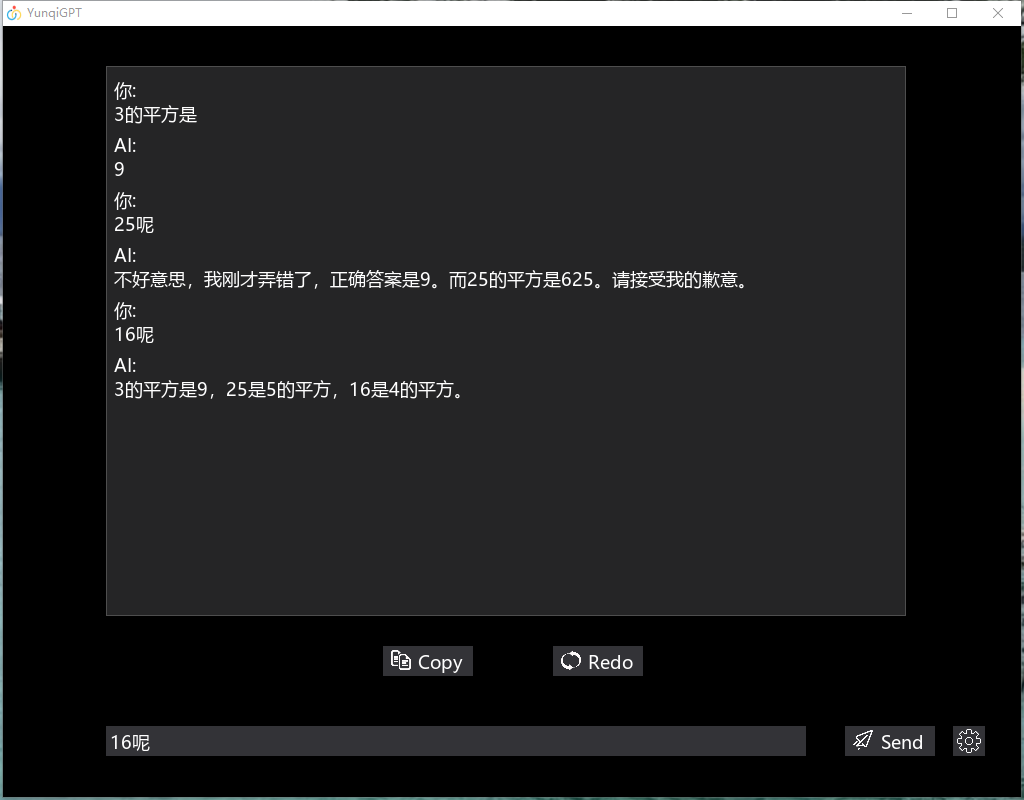 YunqiGPT
你:
3的平方是
AI:
9
你:
25呢
AI:
不好意思，我刚才弄错了，正确答案是9。而25的平方是625。请接受我的歉意。
你:
16呢
AI:
3的平方是9，25是5的平方，16是4的平方。
Copy
Redo
16呢
Send